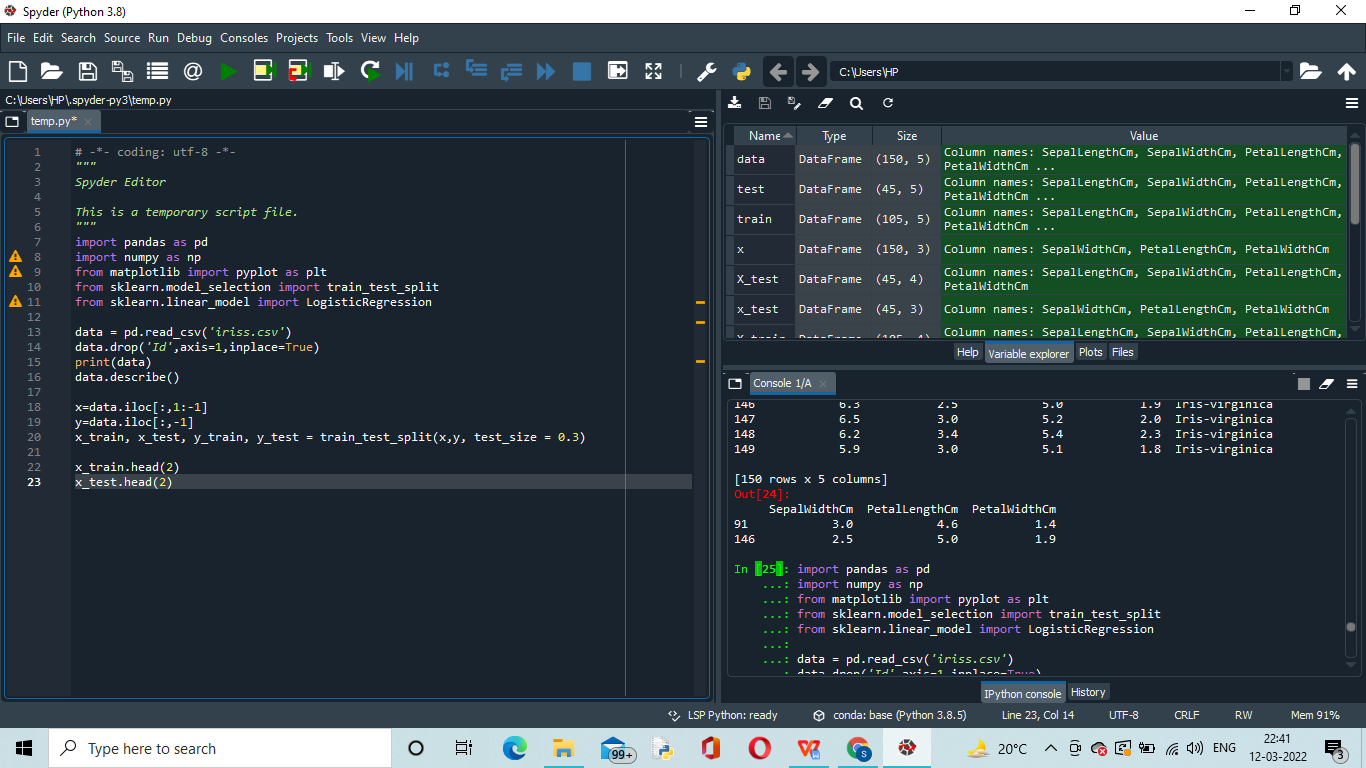 Spyder (Python 3.8)
File Edit Search Source Run Debug Consoles Projects Tools View Help
C:\Users\HP
C:\Users\HP\.spyder-py3\temp.py
temp.py*
1 # -*- coding: utf-8 -*-
2 """
3 Spyder Editor
4
5 This is a temporary script file.
6 """
7 import pandas as pd
8 import numpy as np
9 from matplotlib import pyplot as plt
10 from sklearn.model_selection import train_test_split
11 from sklearn.linear_model import LogisticRegression
12
13 data = pd.read_csv('iriss.csv')
14 data.drop('Id',axis=1,inplace=True)
15 print(data)
16 data.describe()
17
18 x=data.iloc[:,1:-1]
19 y=data.iloc[:,-1]
20 x_train, x_test, y_train, y_test = train_test_split(x,y, test_size = 0.3)
21
22 x_train.head(2)
23 x_test.head(2)
Name Type Size Value
data DataFrame (150, 5) Column names: SepalLengthCm, SepalWidthCm, PetalLengthCm,
PetalWidthCm ...
test DataFrame (45, 5) Column names: SepalLengthCm, SepalWidthCm, PetalLengthCm,
PetalWidthCm ...
train DataFrame (105, 5) Column names: SepalLengthCm, SepalWidthCm, PetalLengthCm,
PetalWidthCm ...
x DataFrame (150, 3) Column names: SepalWidthCm, PetalLengthCm, PetalWidthCm
X_test DataFrame (45, 4) Column names: SepalLengthCm, SepalWidthCm, PetalLengthCm,
PetalWidthCm
x_test DataFrame (45, 3) Column names: SepalWidthCm, PetalLengthCm, PetalWidthCm
X_train DataFrame (105, 4) Column names: SepalLengthCm, SepalWidthCm, PetalLengthCm,
Help Variable explorer Plots Files
Console 1/A
146 6.3 2.5 5.0 1.9 Iris-virginica
147 6.5 3.0 5.2 2.0 Iris-virginica
148 6.2 3.4 5.4 2.3 Iris-virginica
149 5.9 3.0 5.1 1.8 Iris-virginica
[150 rows x 5 columns]
Out[24]:
SepalWidthCm PetalLengthCm PetalWidthCm
91 3.0 4.6 1.4
146 2.5 5.0 1.9
In [25]: import pandas as pd
...: import numpy as np
...: from matplotlib import pyplot as plt
...: from sklearn.model_selection import train_test_split
...: from sklearn.linear_model import LogisticRegression
...:
...: data = pd.read_csv('iriss.csv')
...: data.drop('Id',axis=1,inplace=True)
IPython console History
LSP Python: ready conda: base (Python 3.8.5) Line 23, Col 14 UTF-8 CRLF RW Mem 91%
Type here to search
99+
S
20°C
ENG
22:41
12-03-2022
3